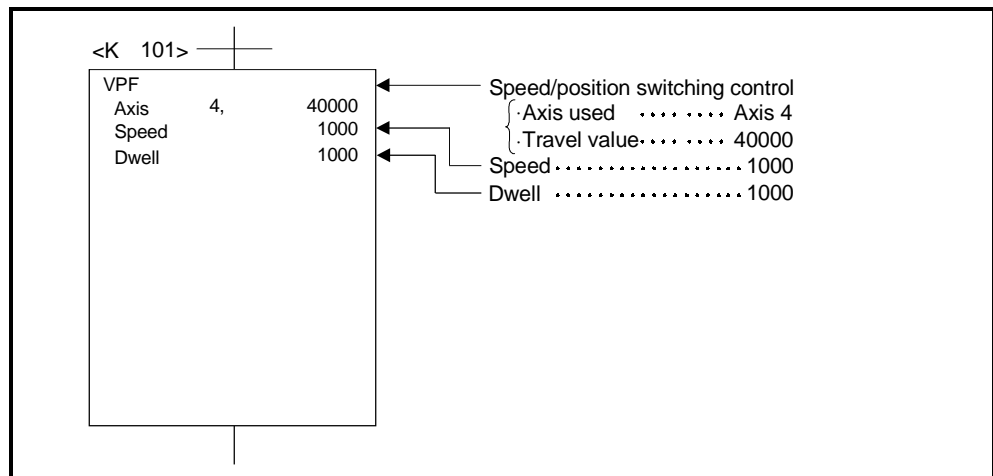 <K 101>
VPF
Axis 4, 40000
Speed 1000
Dwell 1000
Speed/position switching control
·Axis used ········ Axis 4
·Travel value········ 40000
Speed·················· 1000
Dwell ·················· 1000